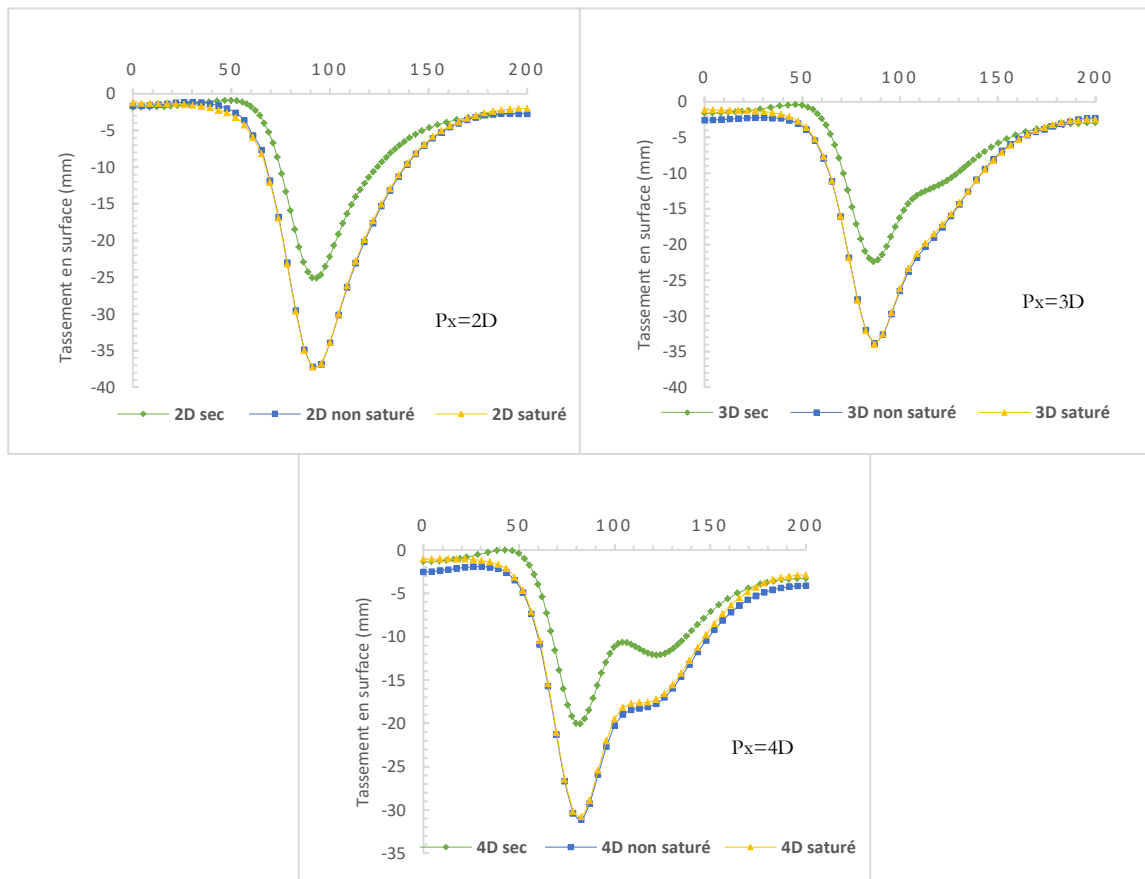 0 50 100 150 200
0
-5
-10
-15
-20
-25
-30
-35
-40
Tassement en surface (mm)
Px=2D
2D sec 2D non saturé 2D saturé
0 50 100 150 200
0
-5
-10
-15
-20
-25
-30
-35
-40
Tassement en surface (mm)
Px=3D
3D sec 3D non saturé 3D saturé
0 50 100 150 200
0
-5
-10
-15
-20
-25
-30
-35
Tassement en surface (mm)
Px=4D
4D sec 4D non saturé 4D saturé